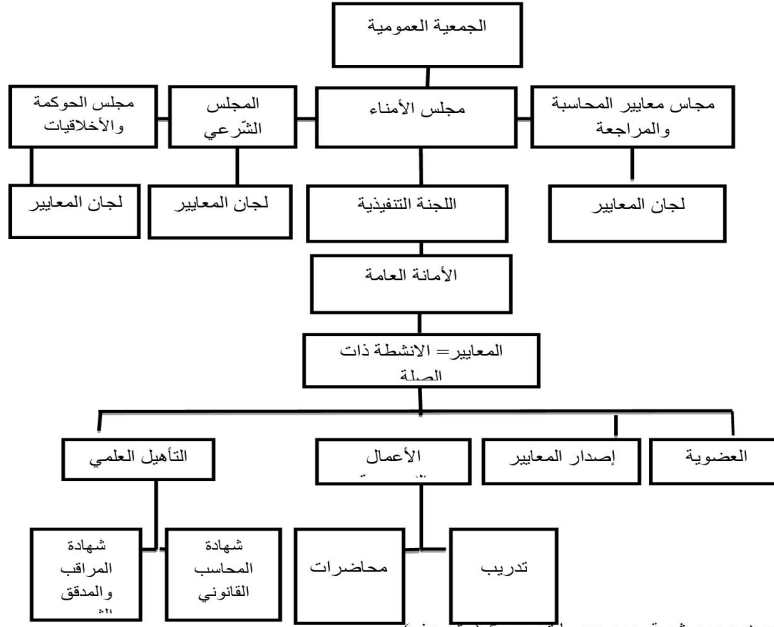 الجمعية العمومية
مجاس معايير المحاسبة
والمراجعة
مجلس الأمناء
المجلس
الشّرعي
مجلس الحوكمة
والأخلاقيات
لجان المعايير
اللجنة التنفيذية
لجان المعايير
لجان المعايير
الأمانة العامة
المعايير= الانشطة ذات
الصلة
العضوية
إصدار المعايير
الأعمال
التأهيل العلمي
تدريب
محاضرات
شهادة
المحاسب
القانوني
شهادة
المراقب
والمدقق